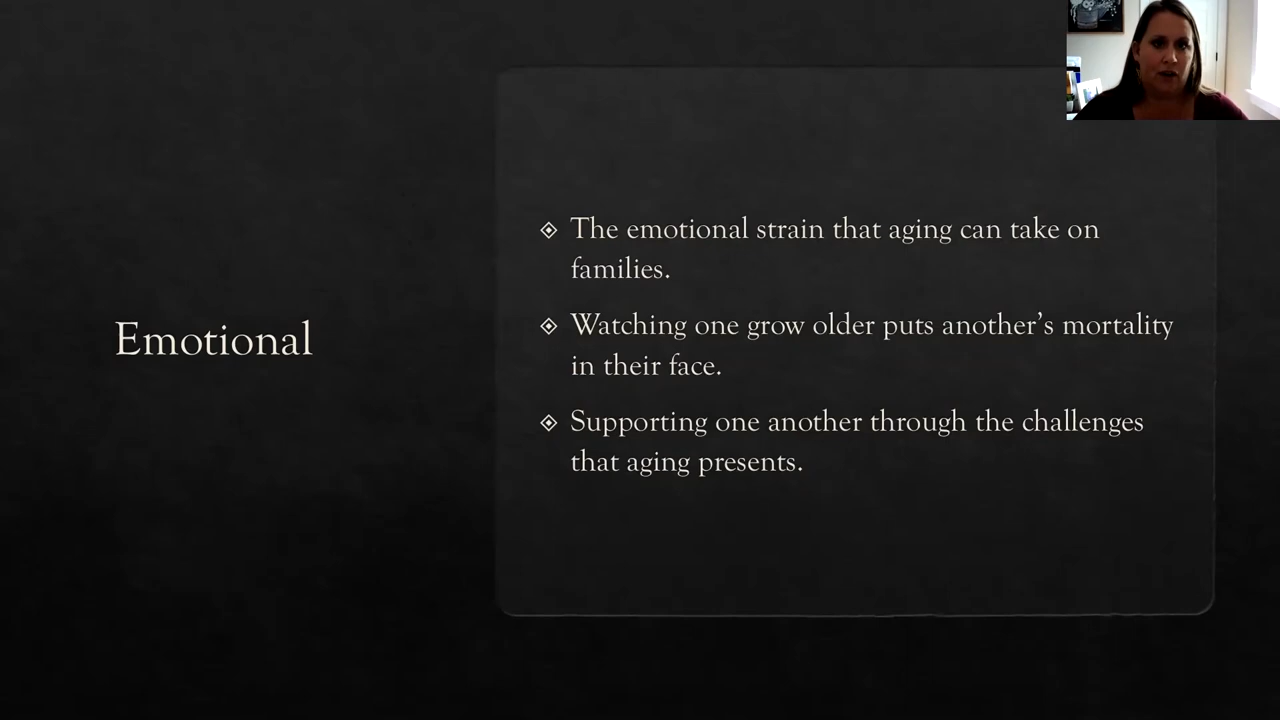 Emotional
The emotional strain that aging can take on
families.
Watching one grow older puts another’s mortality
in their face.
Supporting one another through the challenges
that aging presents.